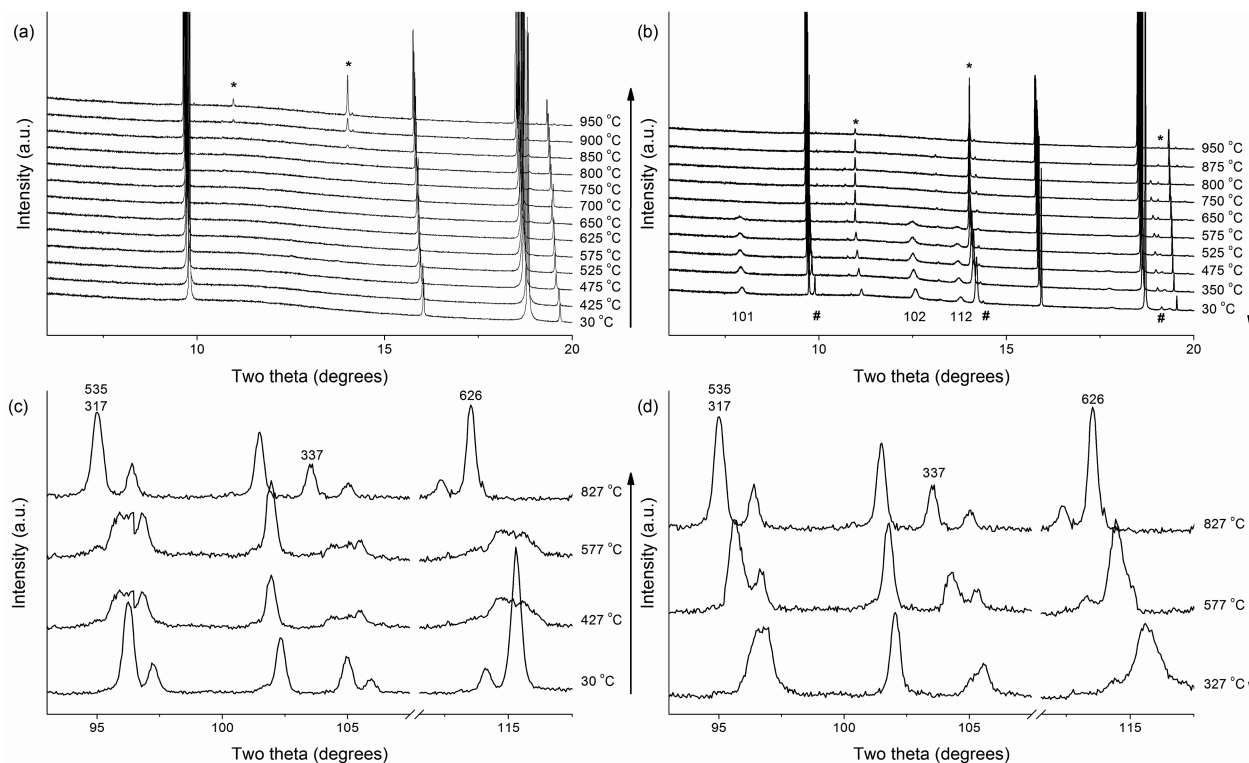 (a)
Intensity (a.u.)
*
*
950 °C
900 °C
850 °C
800 °C
750 °C
700 °C
650 °C
625 °C
575 °C
525 °C
475 °C
425 °C
30 °C
10
15
20
Two theta (degrees)
(b)
Intensity (a.u.)
*
*
*
950 °C
875 °C
800 °C
750 °C
650 °C
575 °C
525 °C
475 °C
350 °C
30 °C
101
#
102
112
#
#
10
15
20
Two theta (degrees)
(c)
Intensity (a.u.)
535
317
337
626
827 °C
577 °C
427 °C
30 °C
95
100
105
115
Two theta (degrees)
(d)
Intensity (a.u.)
535
317
337
626
827 °C
577 °C
327 °C
95
100
105
115
Two theta (degrees)